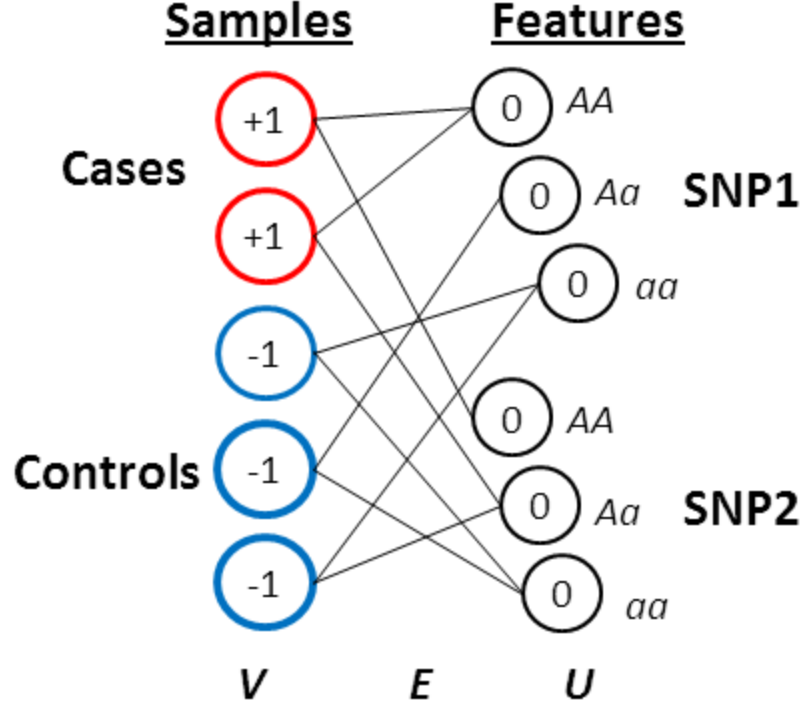 Samples
Features
+1
0
AA
Cases
0
Aa
SNP1
+1
0
aa
-1
0
AA
Controls
-1
0
Aa
SNP2
-1
0
aa
V
E
U